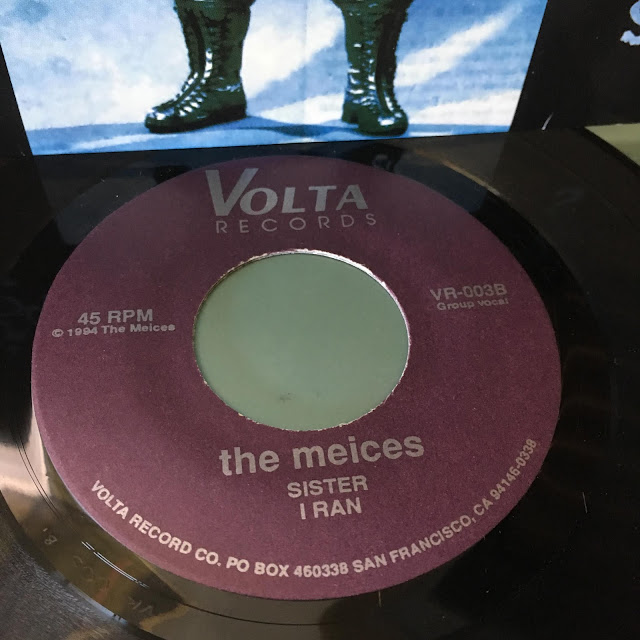 VOLTA
RECORDS
45 RPM
© 1994 The Meices
VR-003B
Group vocal
the meices
SISTER
I RAN
VOLTA RECORD CO. PO BOX 460338 SAN FRANCISCO, CA 94146-0338